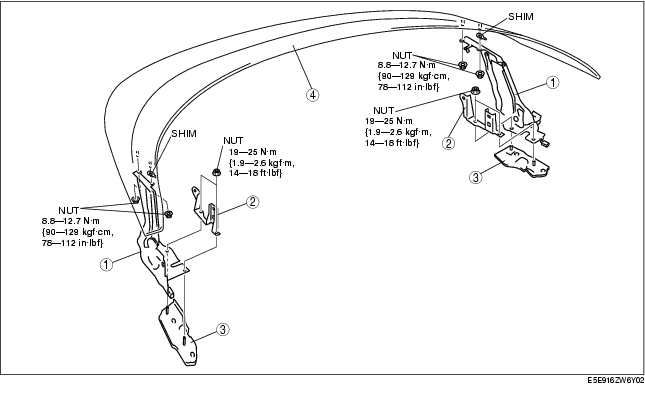 SHIM
NUT
8.8—12.7 N·m
{90—129 kgf·cm,
78—112 in·lbf}
1
4
NUT
19—25 N·m
{1.9—2.6 kgf·m,
14—18 ft·lbf}
2
3
SHIM
NUT
19—25 N·m
{1.9—2.6 kgf·m,
14—18 ft·lbf}
2
NUT
8.8—12.7 N·m
{90—129 kgf·cm,
78—112 in·lbf}
1
3
E5E916ZW6Y02